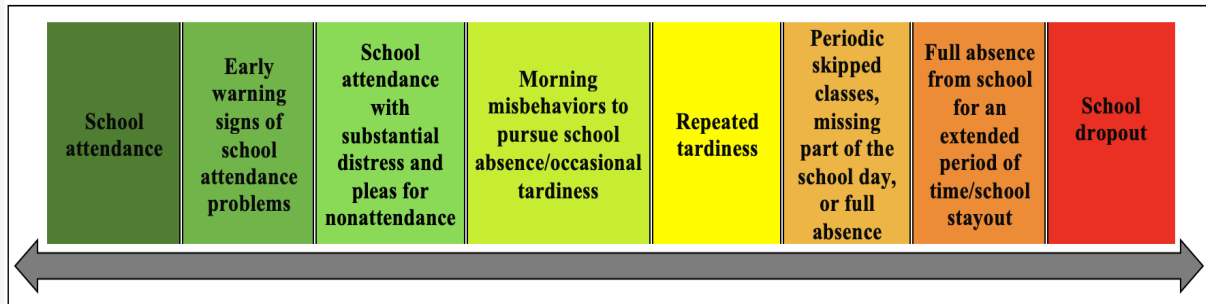 School
attendance
Early
warning
signs of
school
attendance
problems
School
attendance
with
substantial
distress and
pleas for
nonattendance
Morning
misbehaviors to
pursue school
absence/occasional
tardiness
Repeated
tardiness
Periodic
skipped
classes,
missing
part of the
school day,
or full
absence
Full absence
from school
for an
extended
period of
time/school
stayout
School
dropout